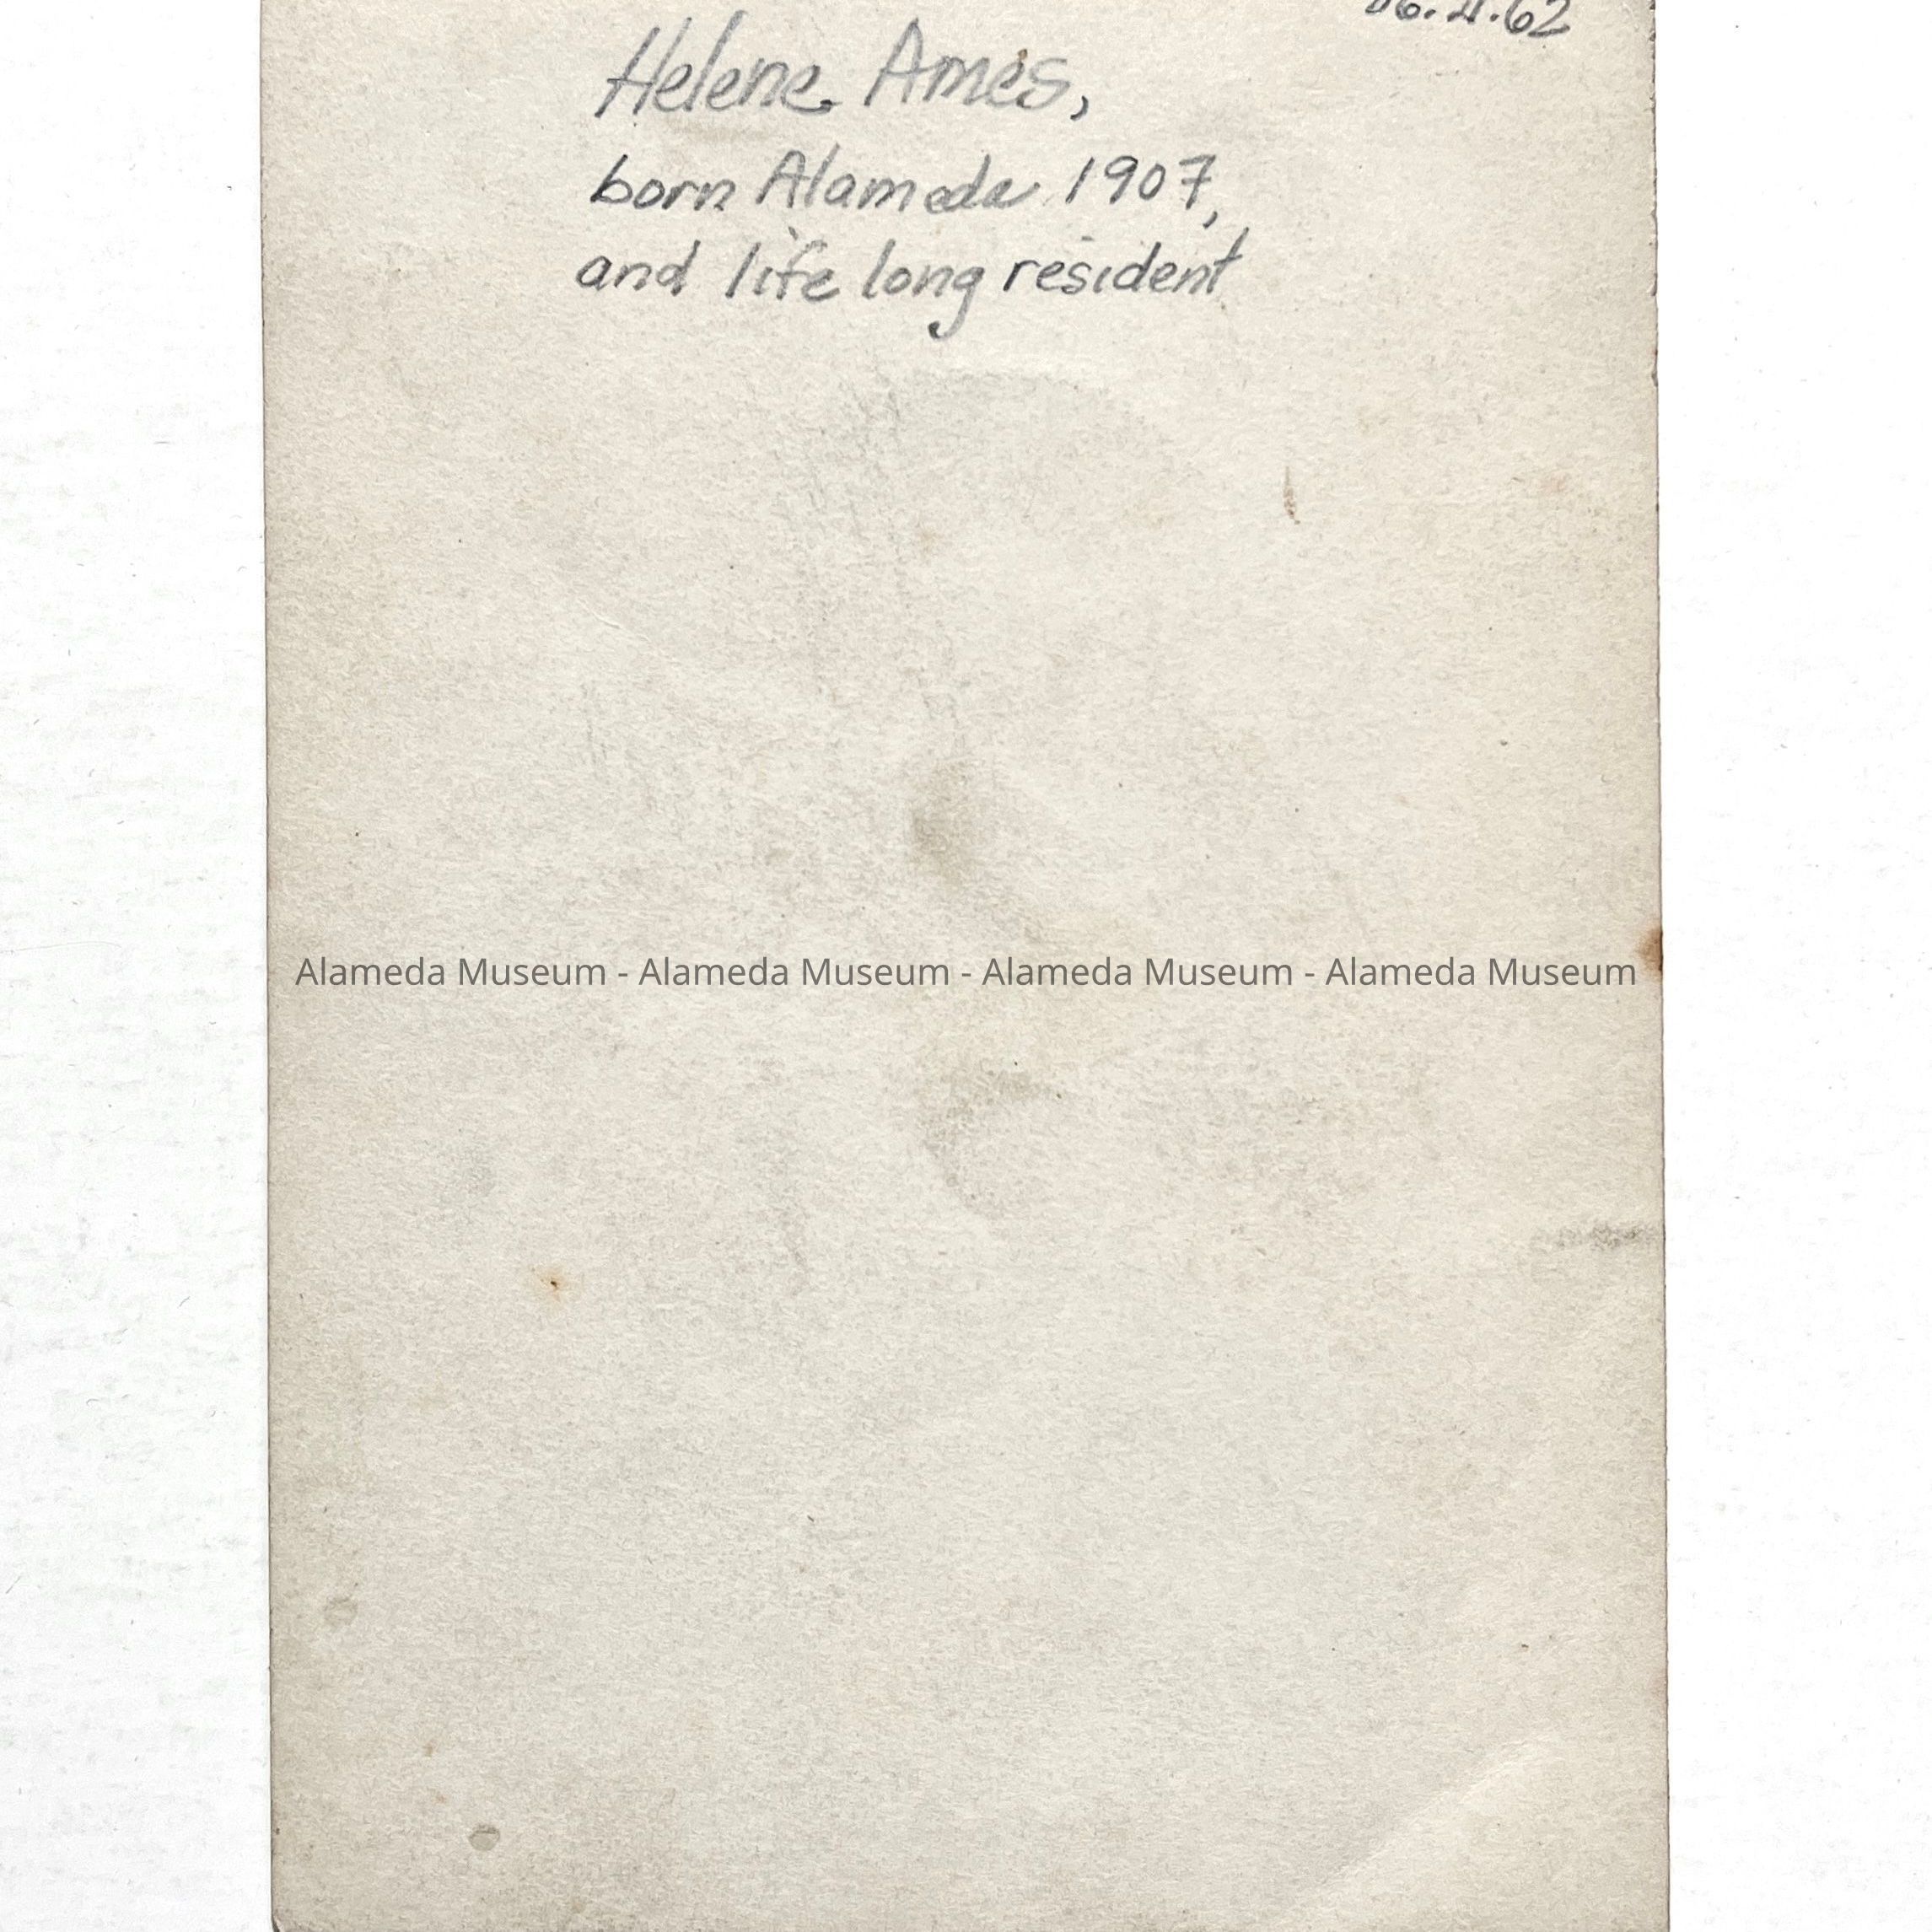 Helene Ames,
born Alameda 1907,
and life long resident
Alameda Museum - Alameda Museum - Alameda Museum - Alameda Museum